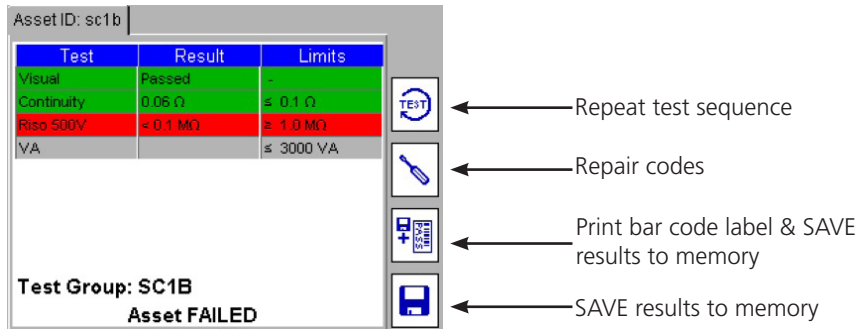 Asset ID: sc1b
Test Result Limits
Visual Passed -
Continuity 0.06 Ω ≤ 0.1 Ω
Riso 500V < 0.1 MΩ ≥ 1.0 MΩ
VA ≤ 3000 VA
Test Group: SC1B
Asset FAILED
TEST
Repeat test sequence
Repair codes
PASS
Print bar code label & SAVE
results to memory
SAVE results to memory